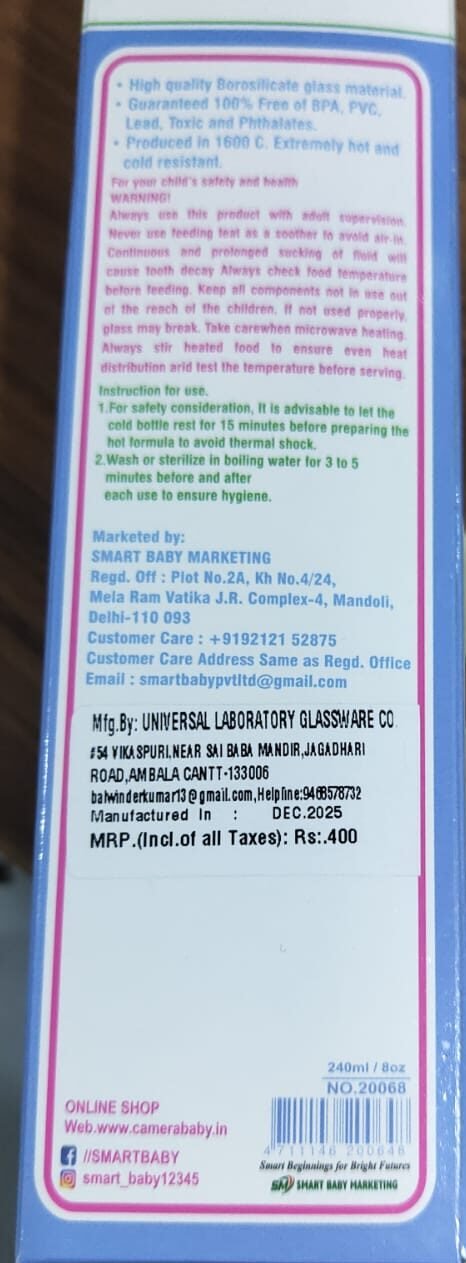 • High quality Borosilicate glass material.
• Guaranteed 100% Free of BPA, PVC,
Lead, Toxic and Phthalates.
• Produced in 1600 C. Extremely hot and
cold resistant.
For your child's safety and health
WARNING!
Always use this product with adult supervision.
Never use feeding teat as a soother to avoid air-in.
Continuous and prolonged sucking of fluid will
cause tooth decay Always check food temperature
before feeding. Keep all components not in use out
of the reach of the children. If not used properly,
glass may break. Take carewhen microwave heating.
Always stir heated food to ensure even heat
distribution arid test the temperature before serving.
Instruction for use.
1.For safety consideration, It is advisable to let the
cold bottle rest for 15 minutes before preparing the
hot formula to avoid thermal shock.
2.Wash or sterilize in boiling water for 3 to 5
minutes before and after
each use to ensure hygiene.
Marketed by:
SMART BABY MARKETING
Regd. Off : Plot No.2A, Kh No.4/24,
Mela Ram Vatika J.R. Complex-4, Mandoli,
Delhi-110 093
Customer Care : +9192121 52875
Customer Care Address Same as Regd. Office
Email : smartbabypvtltd@gmail.com
Mfg.By: UNIVERSAL LABORATORY GLASSWARE CO
#54 VIKASPURI,NEAR SAI BABA MANDIR,JAGADHARI
ROAD,AMBALA CANTT-133006
balwinderkumar13@gmail.com,Helpline:9468578732
Manufactured In : DEC.2025
MRP.(Incl.of all Taxes): Rs:.400
240ml / 8oz
NO.20068
ONLINE SHOP
Web.www.camerababy.in
//SMARTBABY
smart_baby12345
4 711146 200646
Smart Beginnings for Bright Futures
SM SMART BABY MARKETING